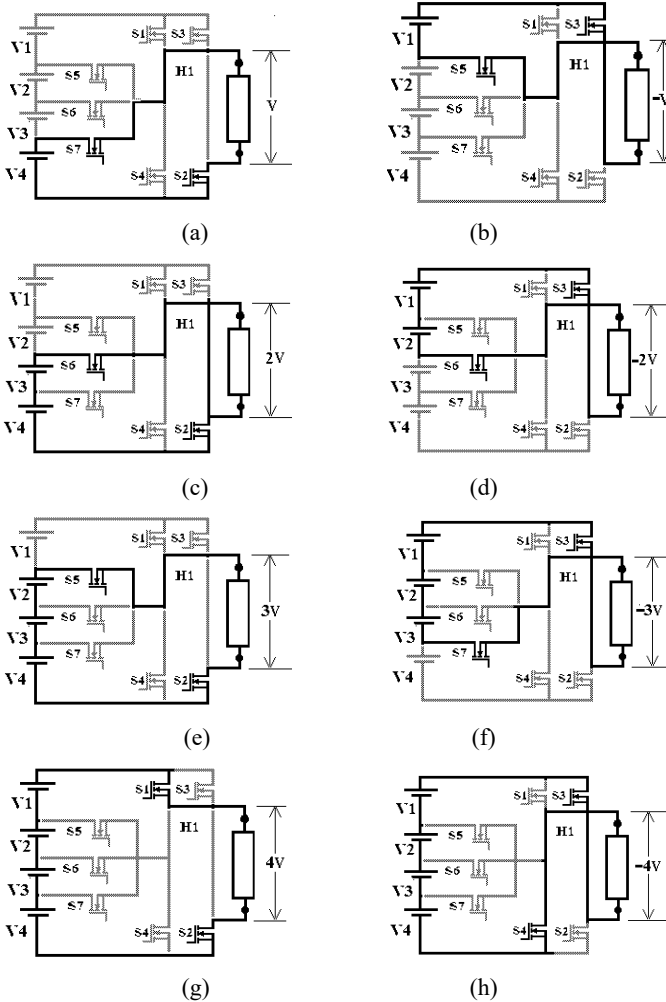 S1 S3
V1
S5 H1
V2 V
S6
V3
S7
V4 S4 S2
(a)
S1 S3
V1
S5 H1
V2 -V
S6
V3
S7
V4 S4 S2
(b)
S1 S3
V1
S5 H1
V2 2V
S6
V3
S7
V4 S4 S2
(c)
S1 S3
V1
S5 H1
V2 -2V
S6
V3
S7
V4 S4 S2
(d)
S1 S3
V1
S5 H1
V2 3V
S6
V3
S7
V4 S4 S2
(e)
S1 S3
V1
S5 H1
V2 -3V
S6
V3
S7
V4 S4 S2
(f)
S1 S3
V1
S5 H1
V2 4V
S6
V3
S7
V4 S4 S2
(g)
S1 S3
V1
S5 H1
V2 -4V
S6
V3
S7
V4 S4 S2
(h)